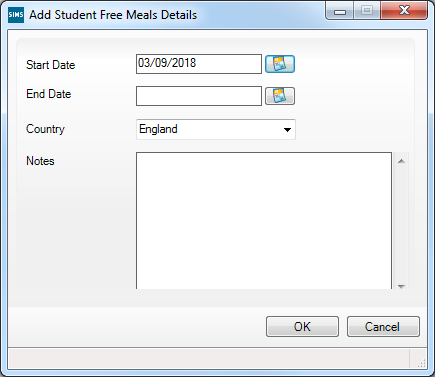 SIMS Add Student Free Meals Details
Start Date 03/09/2018
End Date
Country England
Notes
OK Cancel